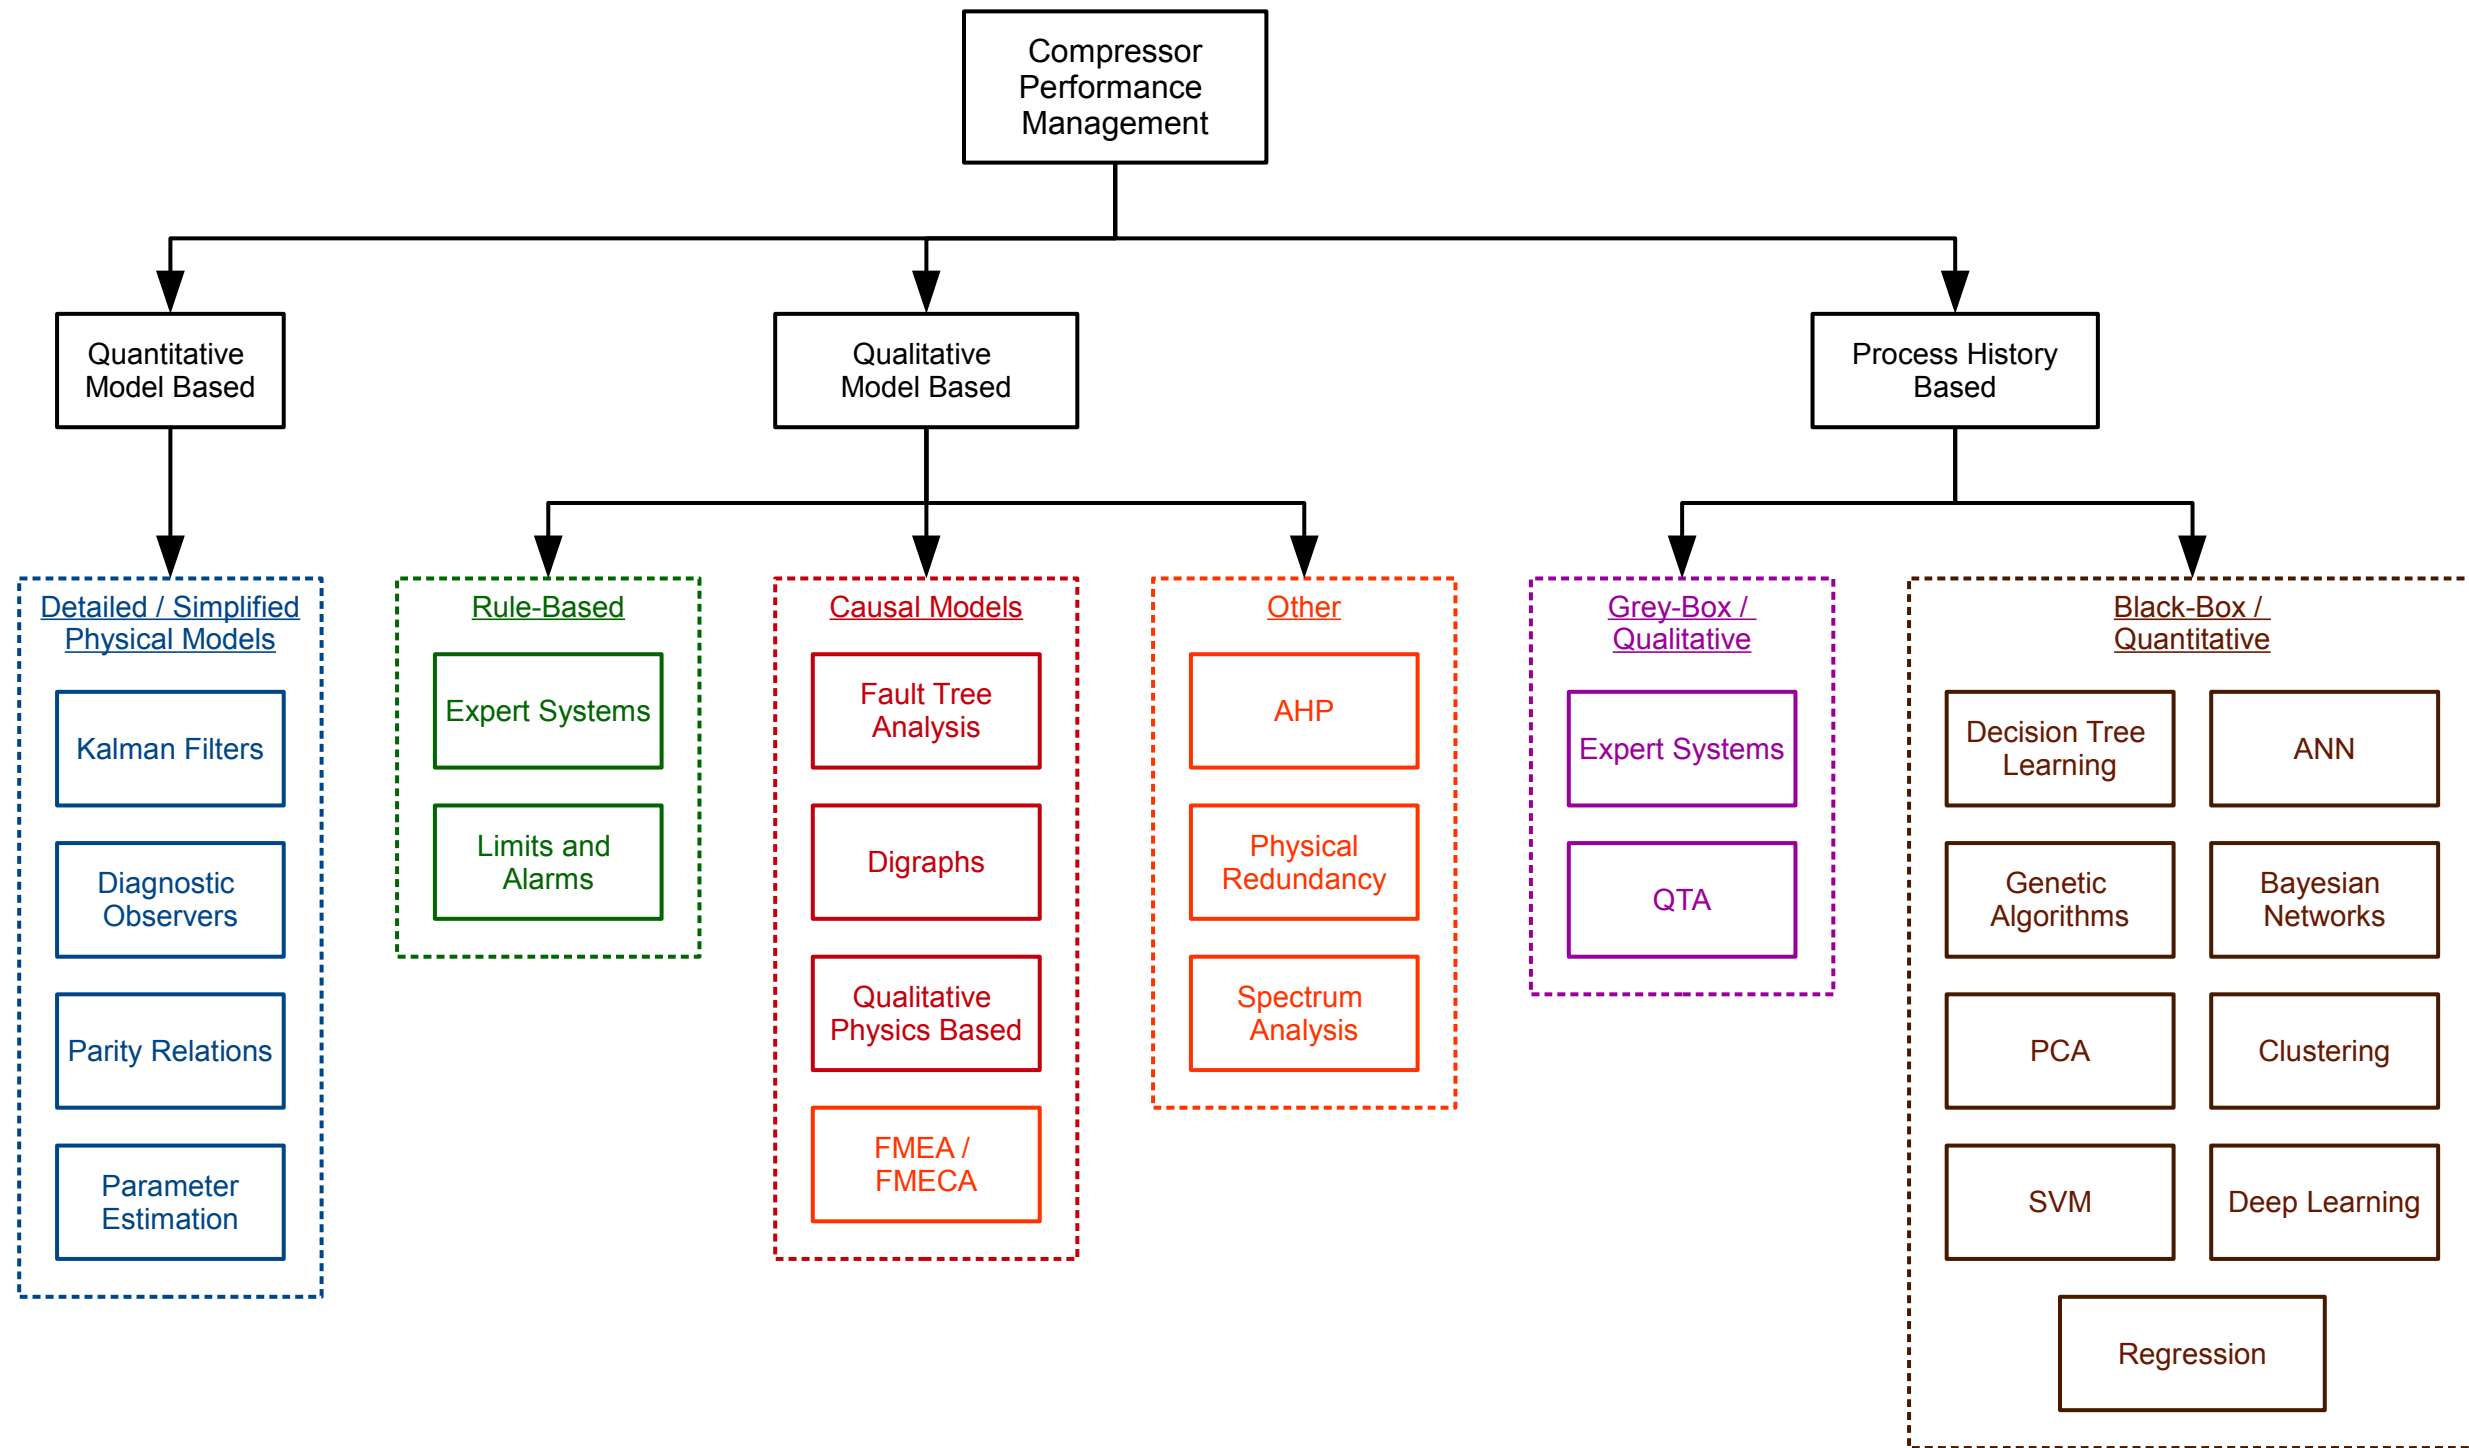 Compressor
Performance
Management
Quantitative
Model Based
Qualitative
Model Based
Process History
Based
Detailed / Simplified
Physical Models
Kalman Filters
Diagnostic
Observers
Parity Relations
Parameter
Estimation
Rule-Based
Expert Systems
Limits and
Alarms
Causal Models
Fault Tree
Analysis
Digraphs
Qualitative
Physics Based
FMEA /
FMECA
Other
AHP
Physical
Redundancy
Spectrum
Analysis
Grey-Box /
Qualitative
Expert Systems
QTA
Black-Box /
Quantitative
Decision Tree
Learning
ANN
Genetic
Algorithms
Bayesian
Networks
PCA
Clustering
SVM
Deep Learning
Regression